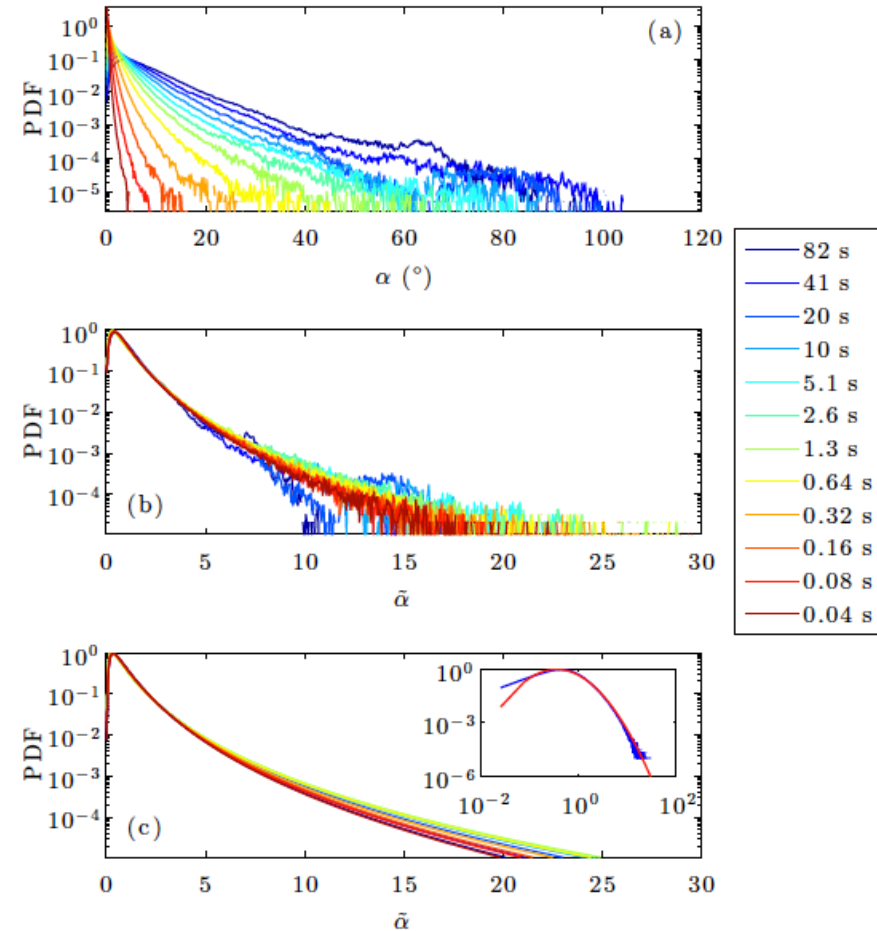 10^0
10^-1
10^-2
10^-3
10^-4
10^-5
PDF
(a)
0 20 40 60 80 100 120
α (°)
82 s
41 s
20 s
10 s
5.1 s
2.6 s
1.3 s
0.64 s
0.32 s
0.16 s
0.08 s
0.04 s
10^0
10^-1
10^-2
10^-3
10^-4
PDF
(b)
0 5 10 15 20 25 30
α̃
10^0
10^-1
10^-2
10^-3
10^-4
PDF
(c)
10^0
10^-3
10^-6
10^-2 10^0 10^2
0 5 10 15 20 25 30
α̃